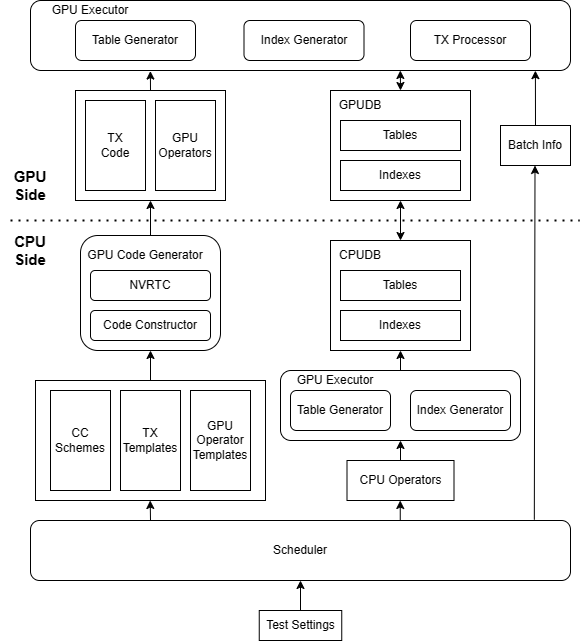 GPU Executor
Table Generator
Index Generator
TX Processor
TX
Code
GPU
Operators
GPUDB
Tables
Indexes
Batch Info
GPU
Side
CPU
Side
GPU Code Generator
NVRTC
Code Constructor
CPUDB
Tables
Indexes
GPU Executor
Table Generator
Index Generator
CC
Schemes
TX
Templates
GPU
Operator
Templates
CPU Operators
Scheduler
Test Settings